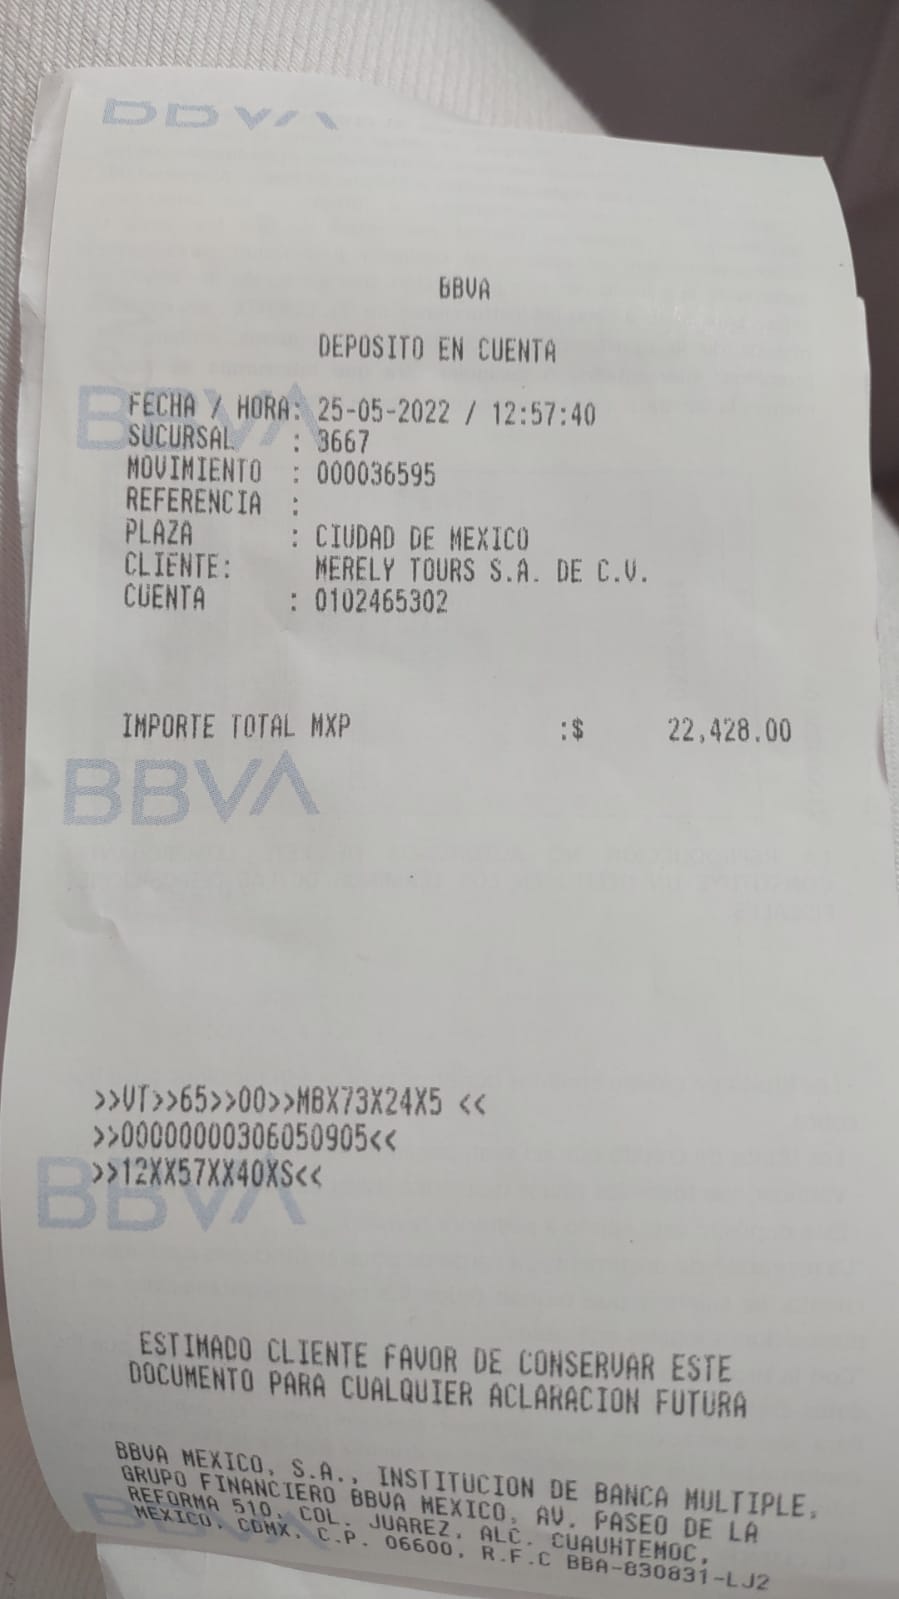 BBVA
BBVA
DEPOSITO EN CUENTA
BBVA
FECHA / HORA: 25-05-2022 / 12:57:40
SUCURSAL : 3667
MOVIMIENTO : 000036595
REFERENCIA :
PLAZA : CIUDAD DE MEXICO
CLIENTE: MERELY TOURS S.A. DE C.V.
CUENTA : 0102465302
IMPORTE TOTAL MXP :$ 22,428.00
BBVA
>>VT>>65>>00>>MBX73X24X5 <<
>>00000000306050905<<
>>12XX57XX40XS<<
BBVA
ESTIMADO CLIENTE FAVOR DE CONSERVAR ESTE
DOCUMENTO PARA CUALQUIER ACLARACION FUTURA
BBVA MEXICO, S.A., INSTITUCION DE BANCA MULTIPLE,
GRUPO FINANCIERO BBVA MEXICO, AV. PASEO DE LA
REFORMA 510, COL. JUAREZ, ALC. CUAUHTEMOC,
MEXICO, CDMX, C.P. 06600, R.F.C BBA-830831-LJ2